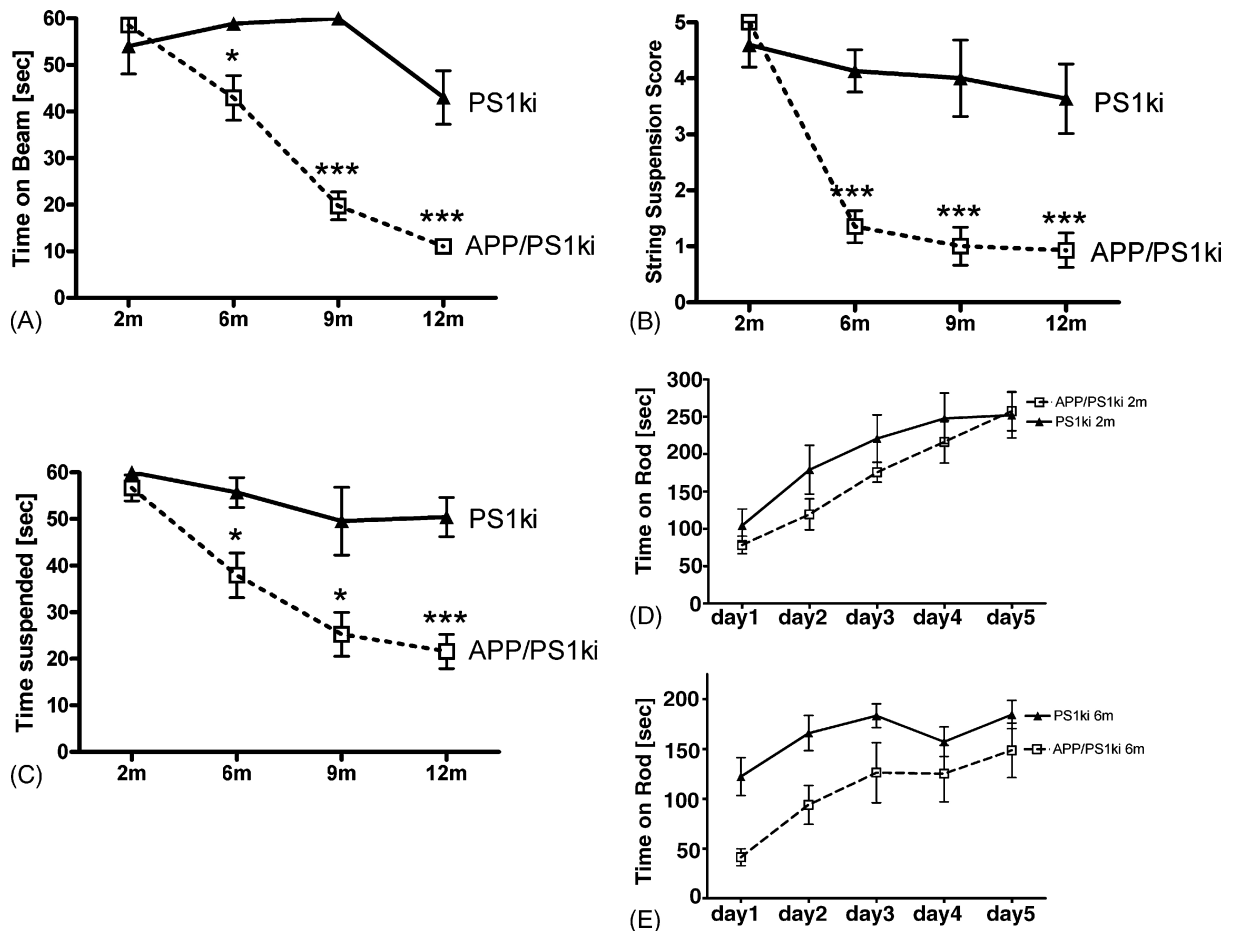 Time on Beam [sec]
60
50
40
30
20
10
0
*
***
***
PS1ki
APP/PS1ki
2m 6m 9m 12m
(A)
String Suspension Score
5
4
3
2
1
0
***
***
***
PS1ki
APP/PS1ki
2m 6m 9m 12m
(B)
Time suspended [sec]
60
50
40
30
20
10
0
*
*
***
PS1ki
APP/PS1ki
2m 6m 9m 12m
(C)
Time on Rod [sec]
300
250
200
150
100
50
0
APP/PS1ki 2m
PS1ki 2m
day1 day2 day3 day4 day5
(D)
Time on Rod [sec]
200
150
100
50
0
PS1ki 6m
APP/PS1ki 6m
day1 day2 day3 day4 day5
(E)